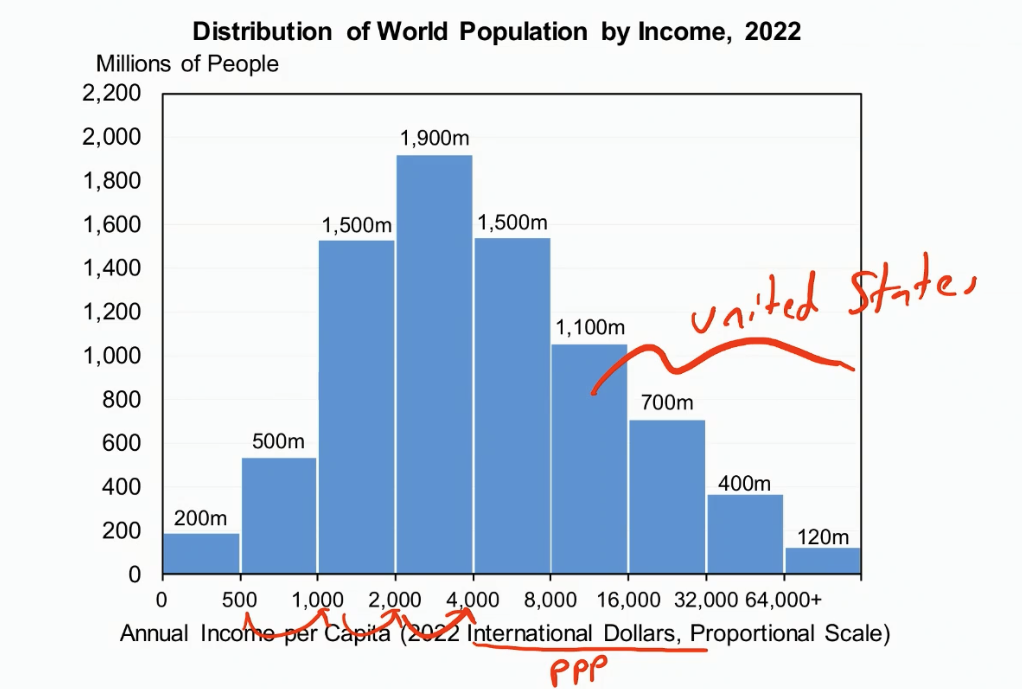 Distribution of World Population by Income, 2022
Millions of People
2,200
2,000
1,900m
1,800
1,600
1,500m
1,500m
1,400
United States
1,200
1,100m
1,000
800
700m
600
500m
400
400m
200m
200
120m
0
0 500 1,000 2,000 4,000 8,000 16,000 32,000 64,000+
Annual Income per Capita (2022 International Dollars, Proportional Scale)
PPP